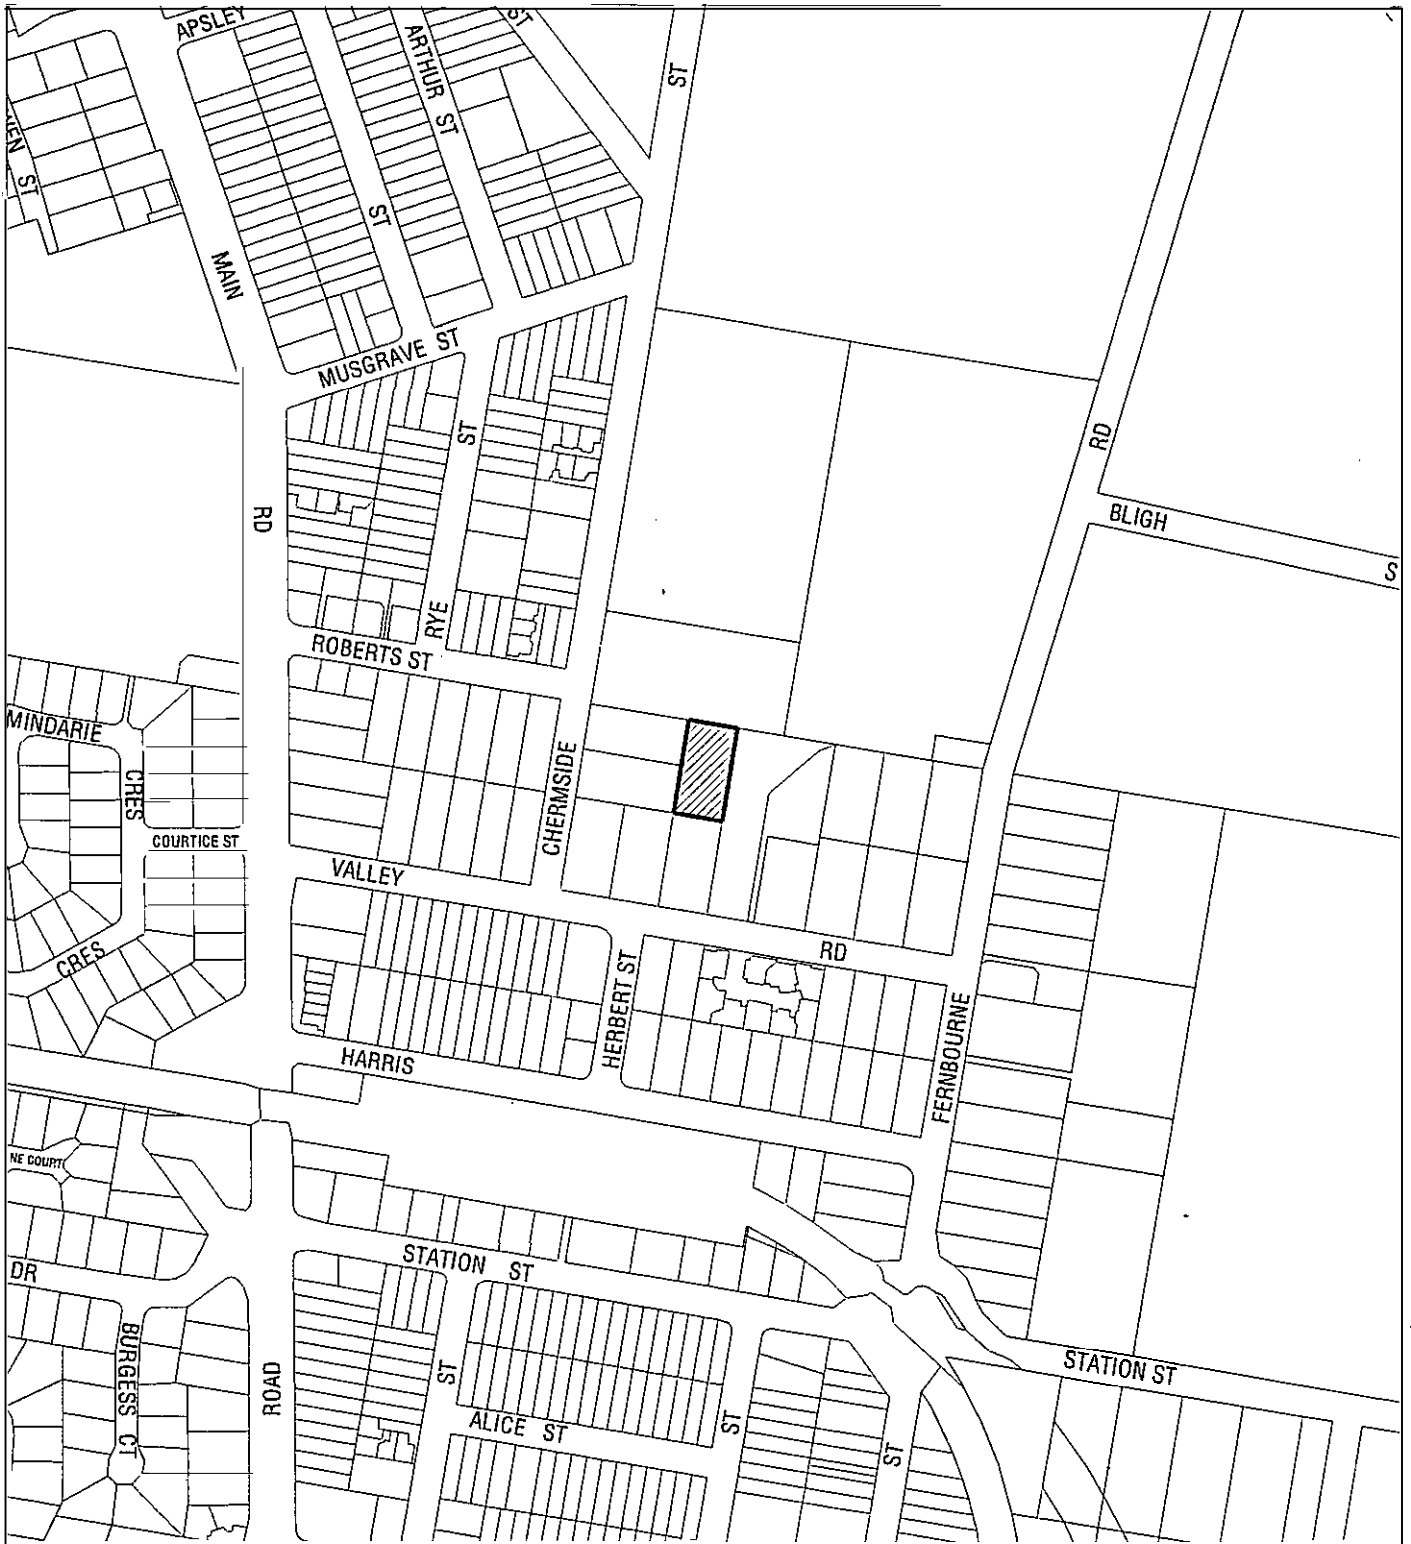 APSLEY
ST
ARTHUR ST
ST
ST
MAIN
MUSGRAVE ST
ST
RD
RD
BLIGH
S
RYE
ROBERTS ST
MINDARIE
CRES
COURTICE ST
CHERMSIDE
VALLEY
RD
CRES
HERBERT ST
HARRIS
FERNBOURNE
NE COURT
STATION ST
DR
BURGESS CT
ROAD
ST
ALICE ST
ST
ST
STATION ST